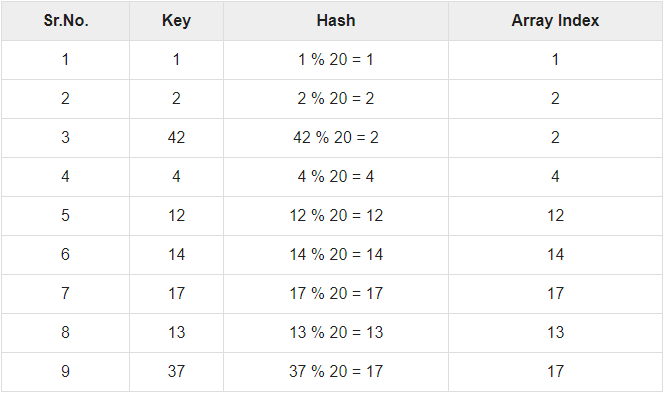 Sr.No. Key Hash Array Index
1 1 1 % 20 = 1 1
2 2 2 % 20 = 2 2
3 42 42 % 20 = 2 2
4 4 4 % 20 = 4 4
5 12 12 % 20 = 12 12
6 14 14 % 20 = 14 14
7 17 17 % 20 = 17 17
8 13 13 % 20 = 13 13
9 37 37 % 20 = 17 17